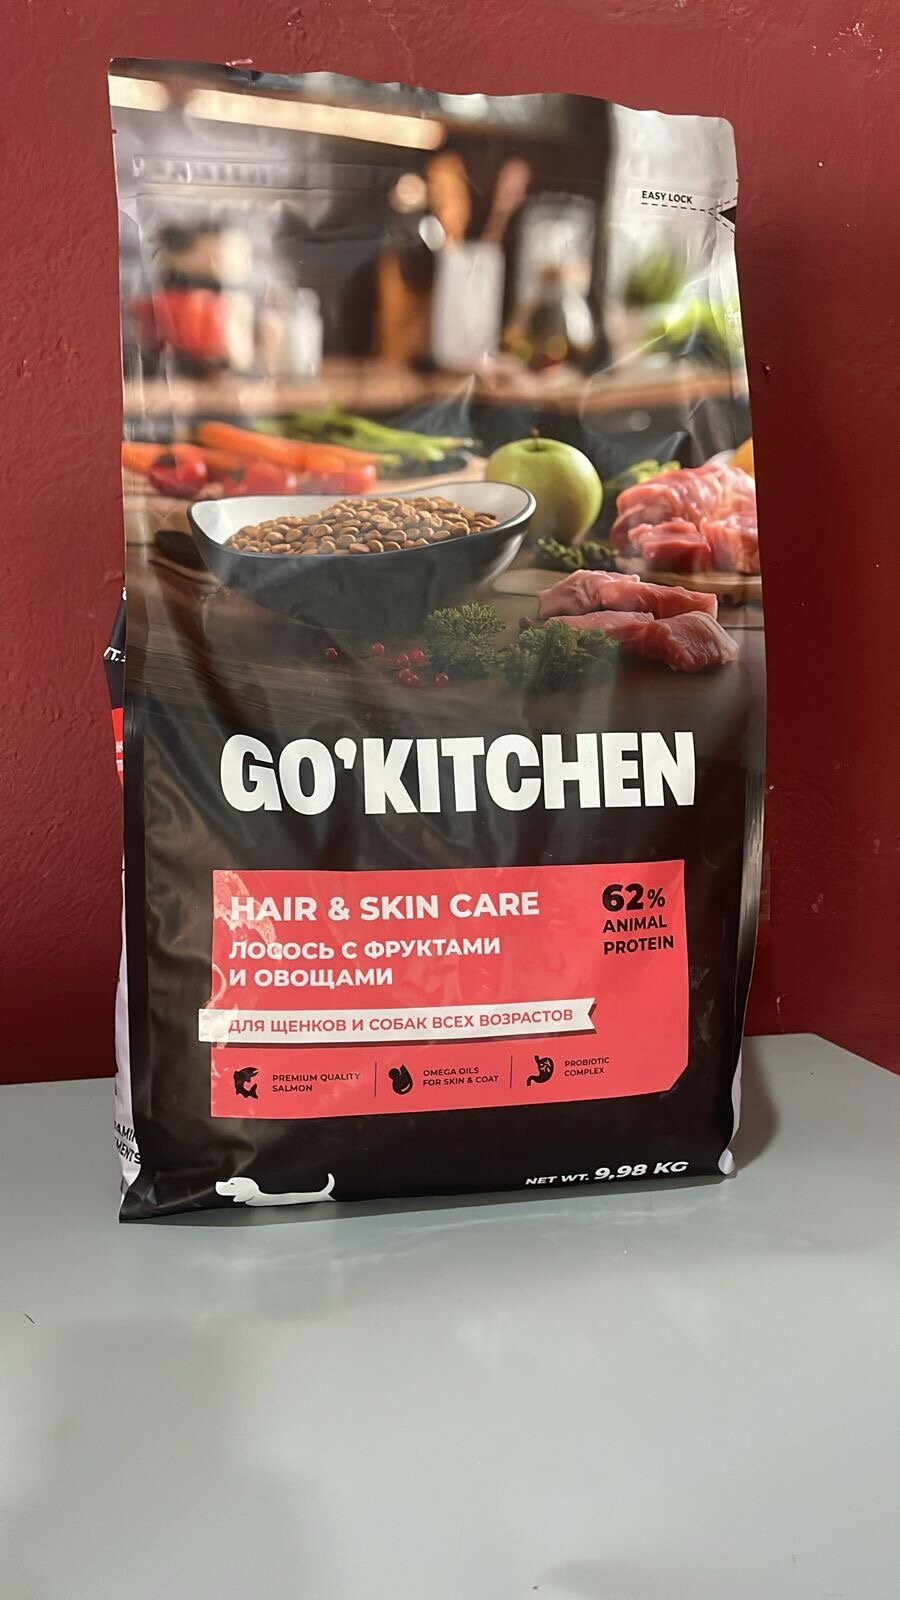 EASY LOCK
GO'KITCHEN
HAIR & SKIN CARE
ЛОСОСЬ С ФРУКТАМИ
И ОВОЩАМИ
62%
ANIMAL
PROTEIN
ДЛЯ ЩЕНКОВ И СОБАК ВСЕХ ВОЗРАСТОВ
PREMIUM QUALITY
SALMON
OMEGA OILS
FOR SKIN & COAT
PROBIOTIC
COMPLEX
NET WT. 9,98 KG